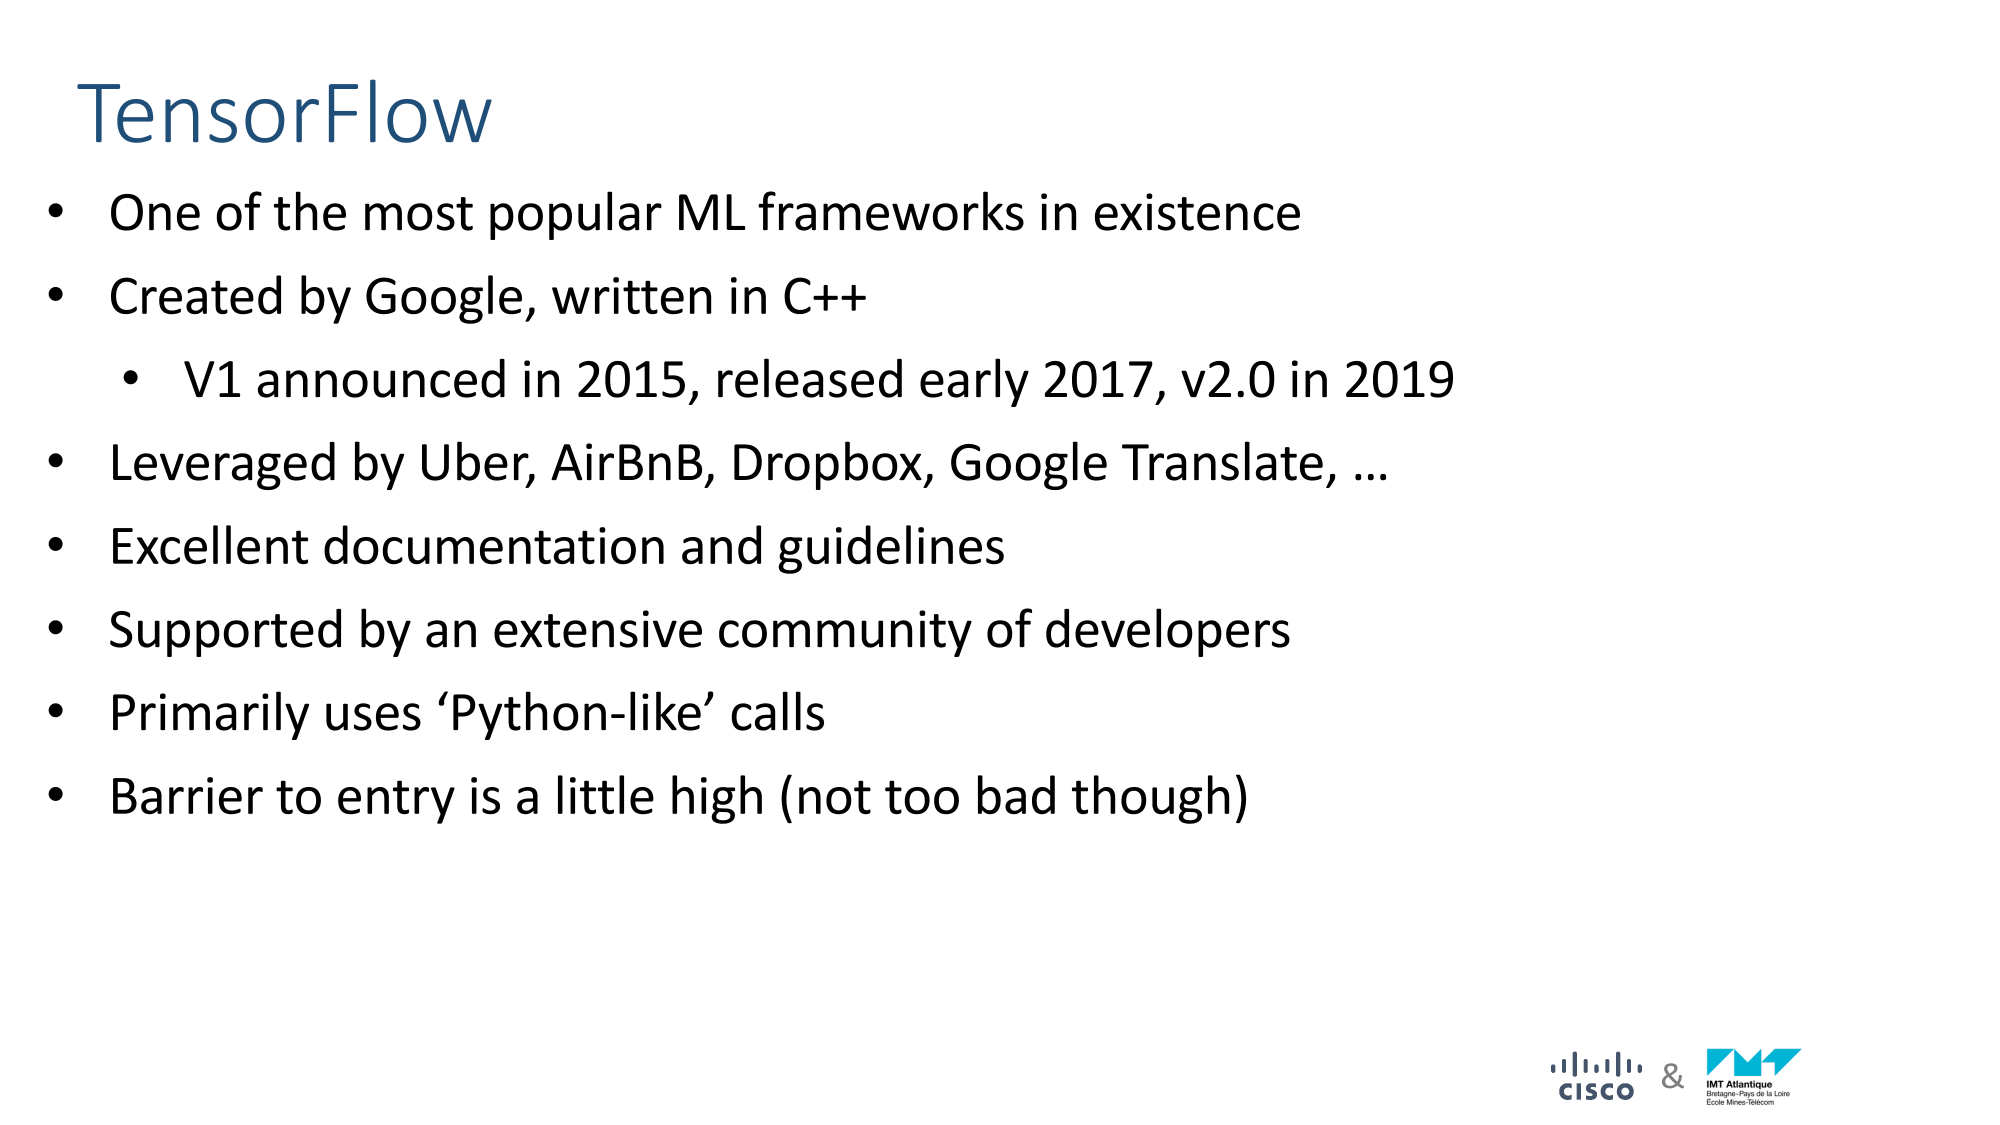 TensorFlow
• One of the most popular ML frameworks in existence
• Created by Google, written in C++
• V1 announced in 2015, released early 2017, v2.0 in 2019
• Leveraged by Uber, AirBnB, Dropbox, Google Translate, ...
• Excellent documentation and guidelines
• Supported by an extensive community of developers
• Primarily uses ‘Python-like’ calls
• Barrier to entry is a little high (not too bad though)
CISCO & IMT Atlantique
Bretagne-Pays de la Loire
École Mines-Télécom